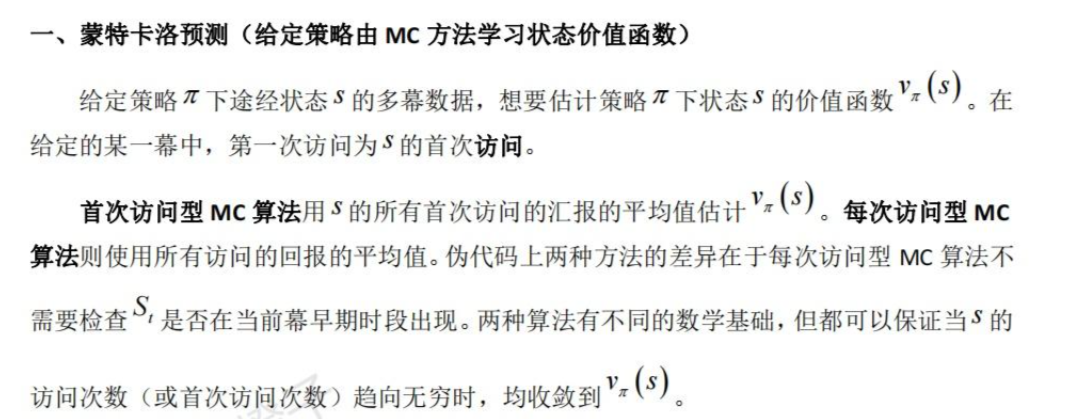 一、蒙特卡洛预测（给定策略由 MC 方法学习状态价值函数）
给定策略 π 下途经状态 s 的多幕数据，想要估计策略 π 下状态 s 的价值函数 vπ(s)。在
给定的某一幕中，第一次访问为 s 的首次访问。
首次访问型 MC 算法用 s 的所有首次访问的汇报的平均值估计 vπ(s)。每次访问型 MC
算法则使用所有访问的回报的平均值。伪代码上两种方法的差异在于每次访问型 MC 算法不
需要检查 St 是否在当前幕早期时段出现。两种算法有不同的数学基础，但都可以保证当 s 的
访问次数（或首次访问次数）趋向无穷时，均收敛到 vπ(s)。